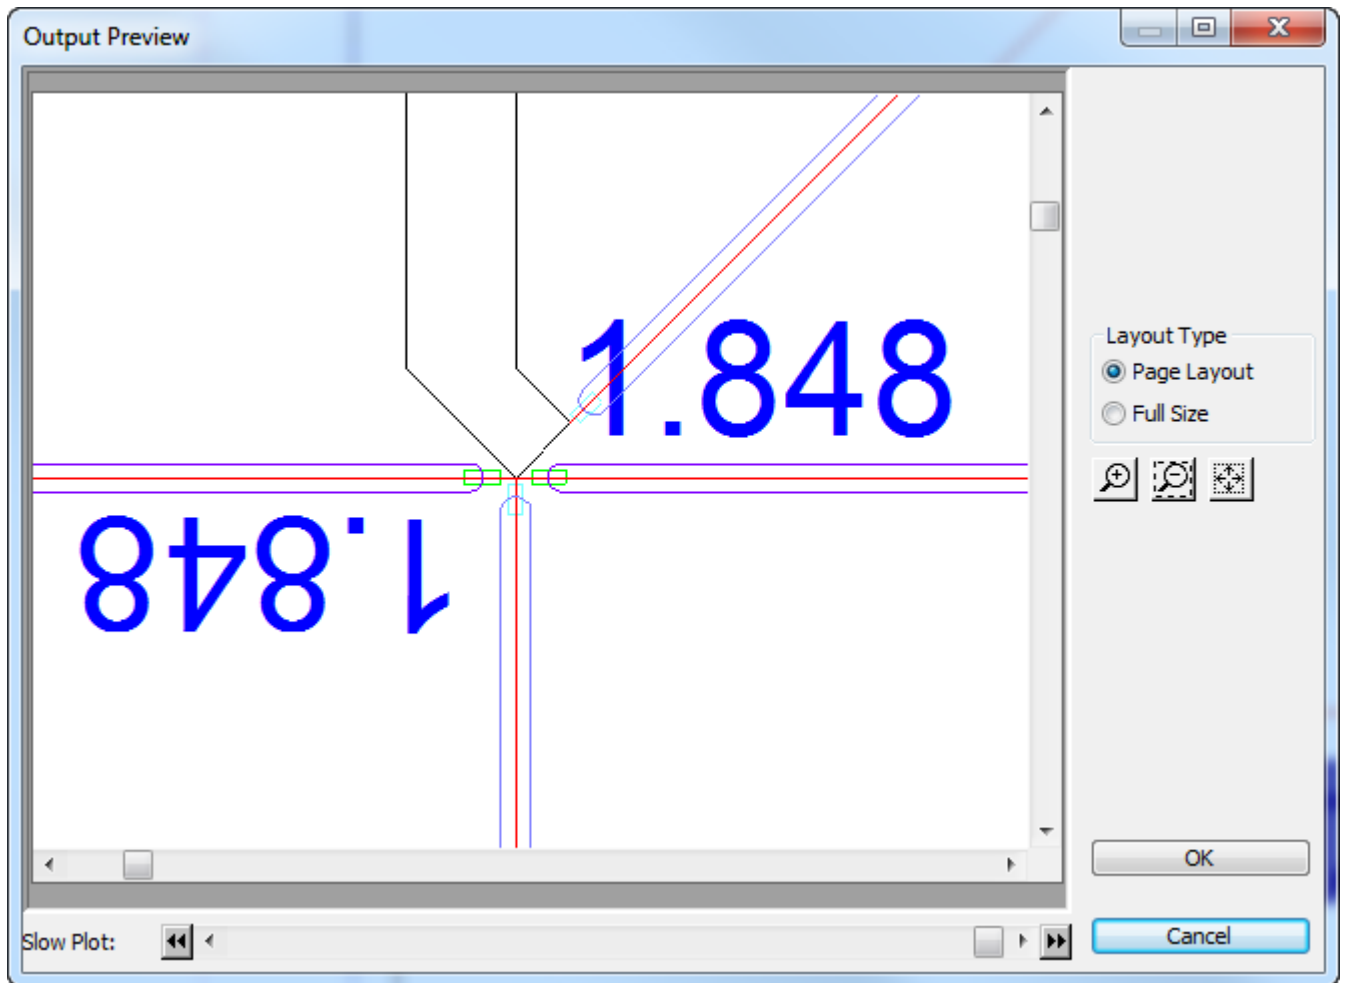 Output Preview
1.848
Layout Type
Page Layout
Full Size
1.848
OK
Slow Plot:
Cancel